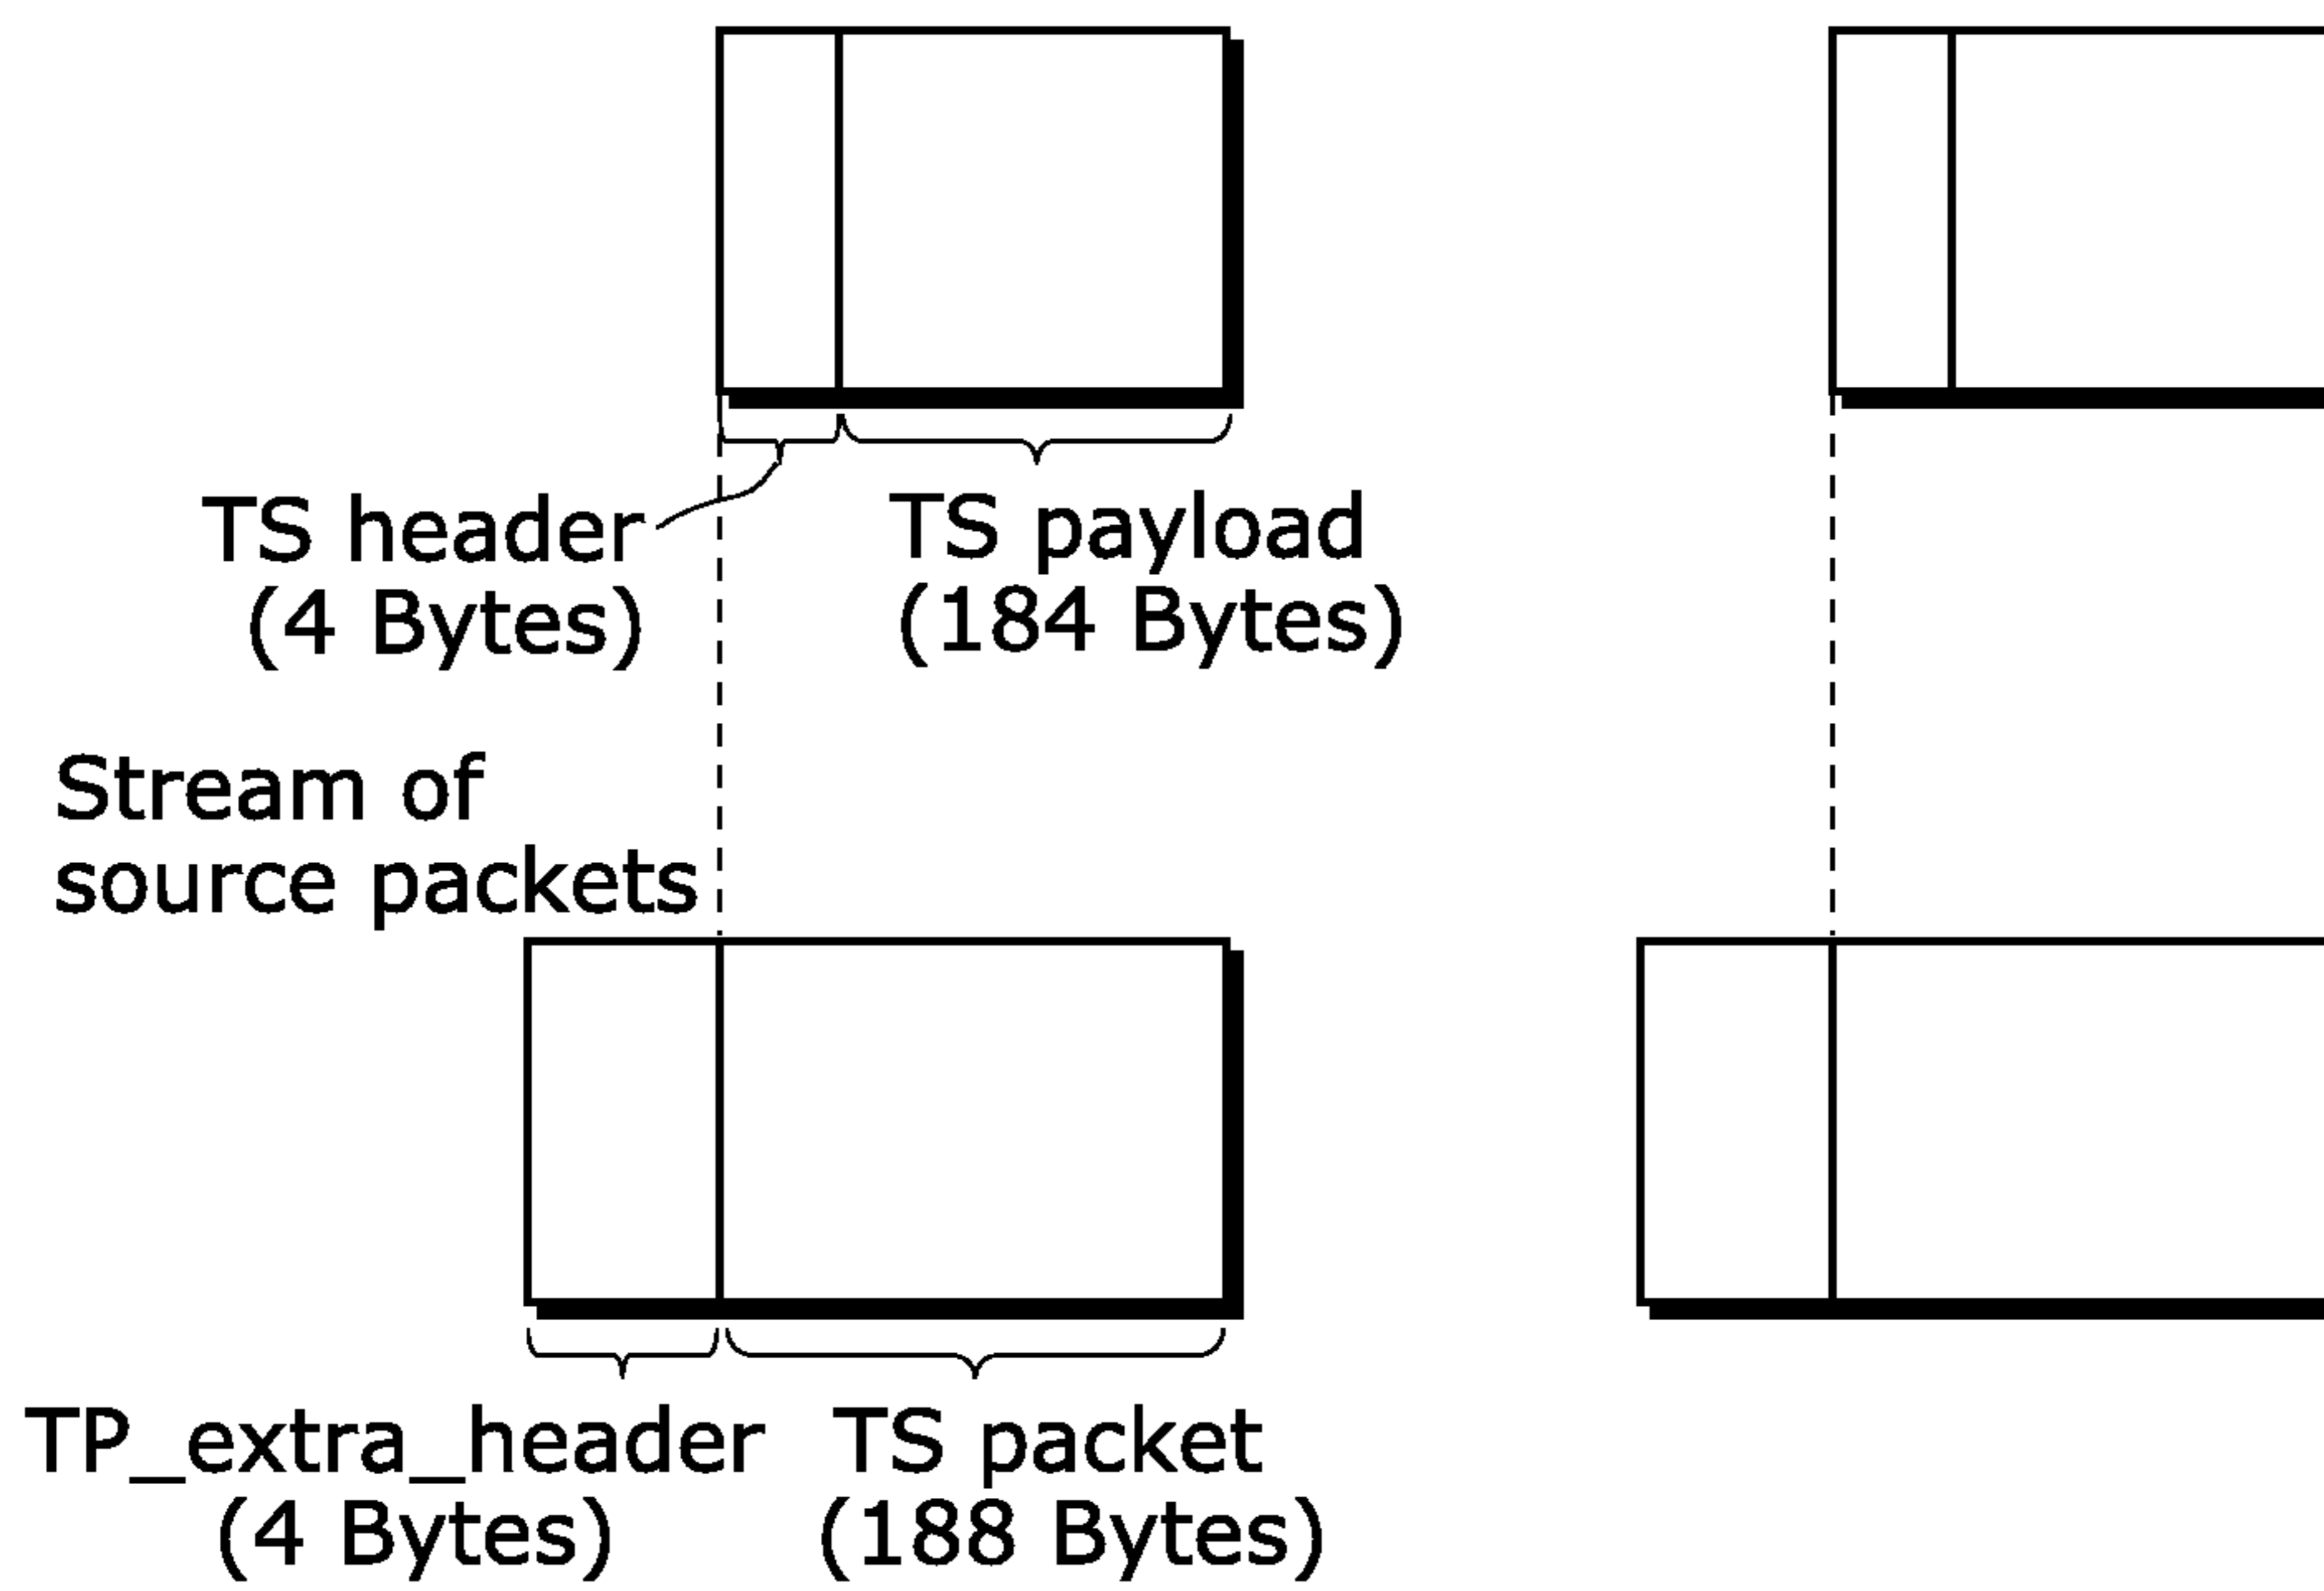 TS header
(4 Bytes)
TS payload
(184 Bytes)
Stream of
source packets
TP_extra_header
(4 Bytes)
TS packet
(188 Bytes)